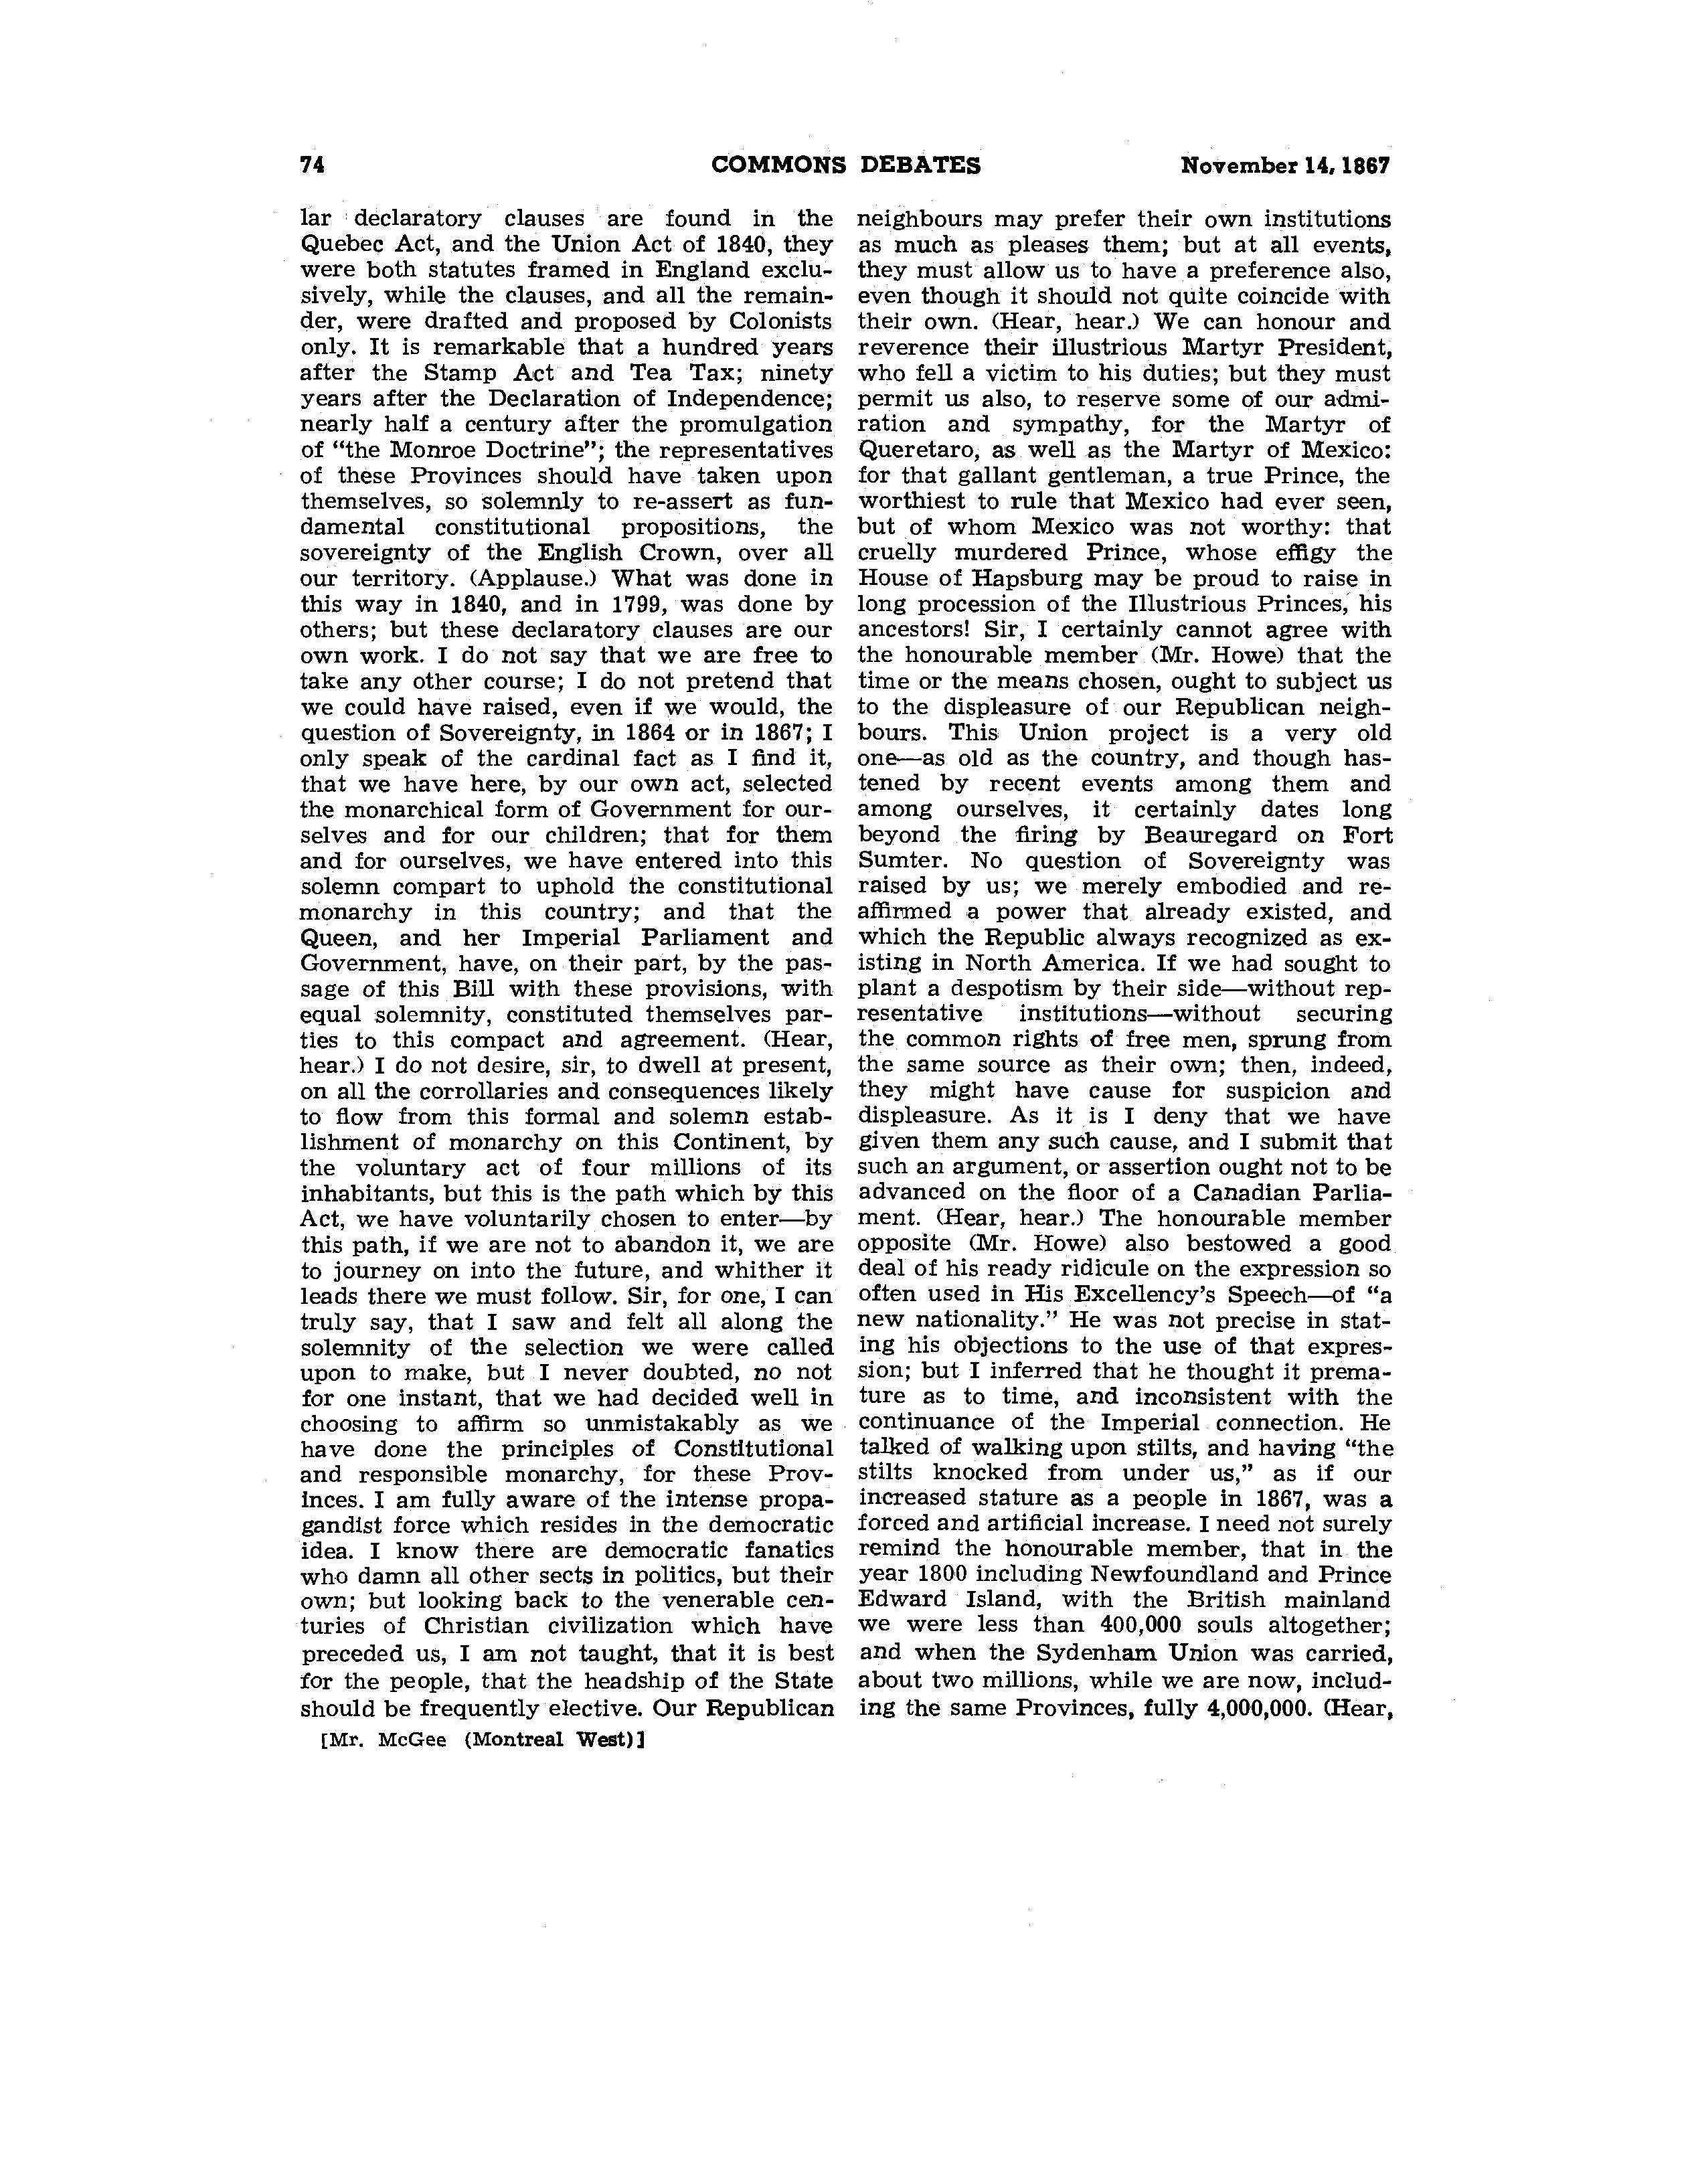 74
COMMONS DEBATES
November 14, 1867
lar declaratory clauses are found in the
Quebec Act, and the Union Act of 1840, they
were both statutes framed in England exclu-
sively, while the clauses, and all the remain-
der, were drafted and proposed by Colonists
only. It is remarkable that a hundred years
after the Stamp Act and Tea Tax; ninety
years after the Declaration of Independence;
nearly half a century after the promulgation
of "the Monroe Doctrine"; the representatives
of these Provinces should have taken upon
themselves, so solemnly to re-assert as fun-
damental constitutional propositions, the
sovereignty of the English Crown, over all
our territory. (Applause.) What was done in
this way in 1840, and in 1799, was done by
others; but these declaratory clauses are our
own work. I do not say that we are free to
take any other course; I do not pretend that
we could have raised, even if we would, the
question of Sovereignty, in 1864 or in 1867; I
only speak of the cardinal fact as I find it,
that we have here, by our own act, selected
the monarchical form of Government for our-
selves and for our children; that for them
and for ourselves, we have entered into this
solemn compart to uphold the constitutional
monarchy in this country; and that the
Queen, and her Imperial Parliament and
Government, have, on their part, by the pas-
sage of this Bill with these provisions, with
equal solemnity, constituted themselves par-
ties to this compact and agreement. (Hear,
hear.) I do not desire, sir, to dwell at present,
on all the corrollaries and consequences likely
to flow from this formal and solemn estab-
lishment of monarchy on this Continent, by
the voluntary act of four millions of its
inhabitants, but this is the path which by this
Act, we have voluntarily chosen to enter—by
this path, if we are not to abandon it, we are
to journey on into the future, and whither it
leads there we must follow. Sir, for one, I can
truly say, that I saw and felt all along the
solemnity of the selection we were called
upon to make, but I never doubted, no not
for one instant, that we had decided well in
choosing to affirm so unmistakably as we
have done the principles of Constitutional
and responsible monarchy, for these Prov-
inces. I am fully aware of the intense propa-
gandist force which resides in the democratic
idea. I know there are democratic fanatics
who damn all other sects in politics, but their
own; but looking back to the venerable cen-
turies of Christian civilization which have
preceded us, I am not taught, that it is best
for the people, that the headship of the State
should be frequently elective. Our Republican
[Mr. McGee (Montreal West)]
neighbours may prefer their own institutions
as much as pleases them; but at all events,
they must allow us to have a preference also,
even though it should not quite coincide with
their own. (Hear, hear.) We can honour and
reverence their illustrious Martyr President,
who fell a victim to his duties; but they must
permit us also, to reserve some of our admi-
ration and sympathy, for the Martyr of
Queretaro, as well as the Martyr of Mexico:
for that gallant gentleman, a true Prince, the
worthiest to rule that Mexico had ever seen,
but of whom Mexico was not worthy: that
cruelly murdered Prince, whose effigy the
House of Hapsburg may be proud to raise in
long procession of the Illustrious Princes, his
ancestors! Sir, I certainly cannot agree with
the honourable member (Mr. Howe) that the
time or the means chosen, ought to subject us
to the displeasure of our Republican neigh-
bours. This Union project is a very old
one—as old as the country, and though has-
tened by recent events among them and
among ourselves, it certainly dates long
beyond the firing by Beauregard on Fort
Sumter. No question of Sovereignty was
raised by us; we merely embodied and re-
affirmed a power that already existed, and
which the Republic always recognized as ex-
isting in North America. If we had sought to
plant a despotism by their side—without rep-
resentative institutions—without securing
the common rights of free men, sprung from
the same source as their own; then, indeed,
they might have cause for suspicion and
displeasure. As it is I deny that we have
given them any such cause, and I submit that
such an argument, or assertion ought not to be
advanced on the floor of a Canadian Parlia-
ment. (Hear, hear.) The honourable member
opposite (Mr. Howe) also bestowed a good
deal of his ready ridicule on the expression so
often used in His Excellency's Speech—of "a
new nationality." He was not precise in stat-
ing his objections to the use of that expres-
sion; but I inferred that he thought it prema-
ture as to time, and inconsistent with the
continuance of the Imperial connection. He
talked of walking upon stilts, and having "the
stilts knocked from under us," as if our
increased stature as a people in 1867, was a
forced and artificial increase. I need not surely
remind the honourable member, that in the
year 1800 including Newfoundland and Prince
Edward Island, with the British mainland
we were less than 400,000 souls altogether;
and when the Sydenham Union was carried,
about two millions, while we are now, includ-
ing the same Provinces, fully 4,000,000. (Hear,